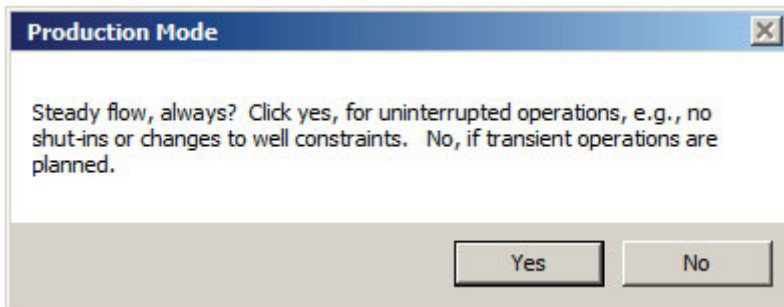 Production Mode
Steady flow, always?  Click yes, for uninterrupted operations, e.g., no
shut-ins or changes to well constraints.   No, if transient operations are
planned.
Yes
No